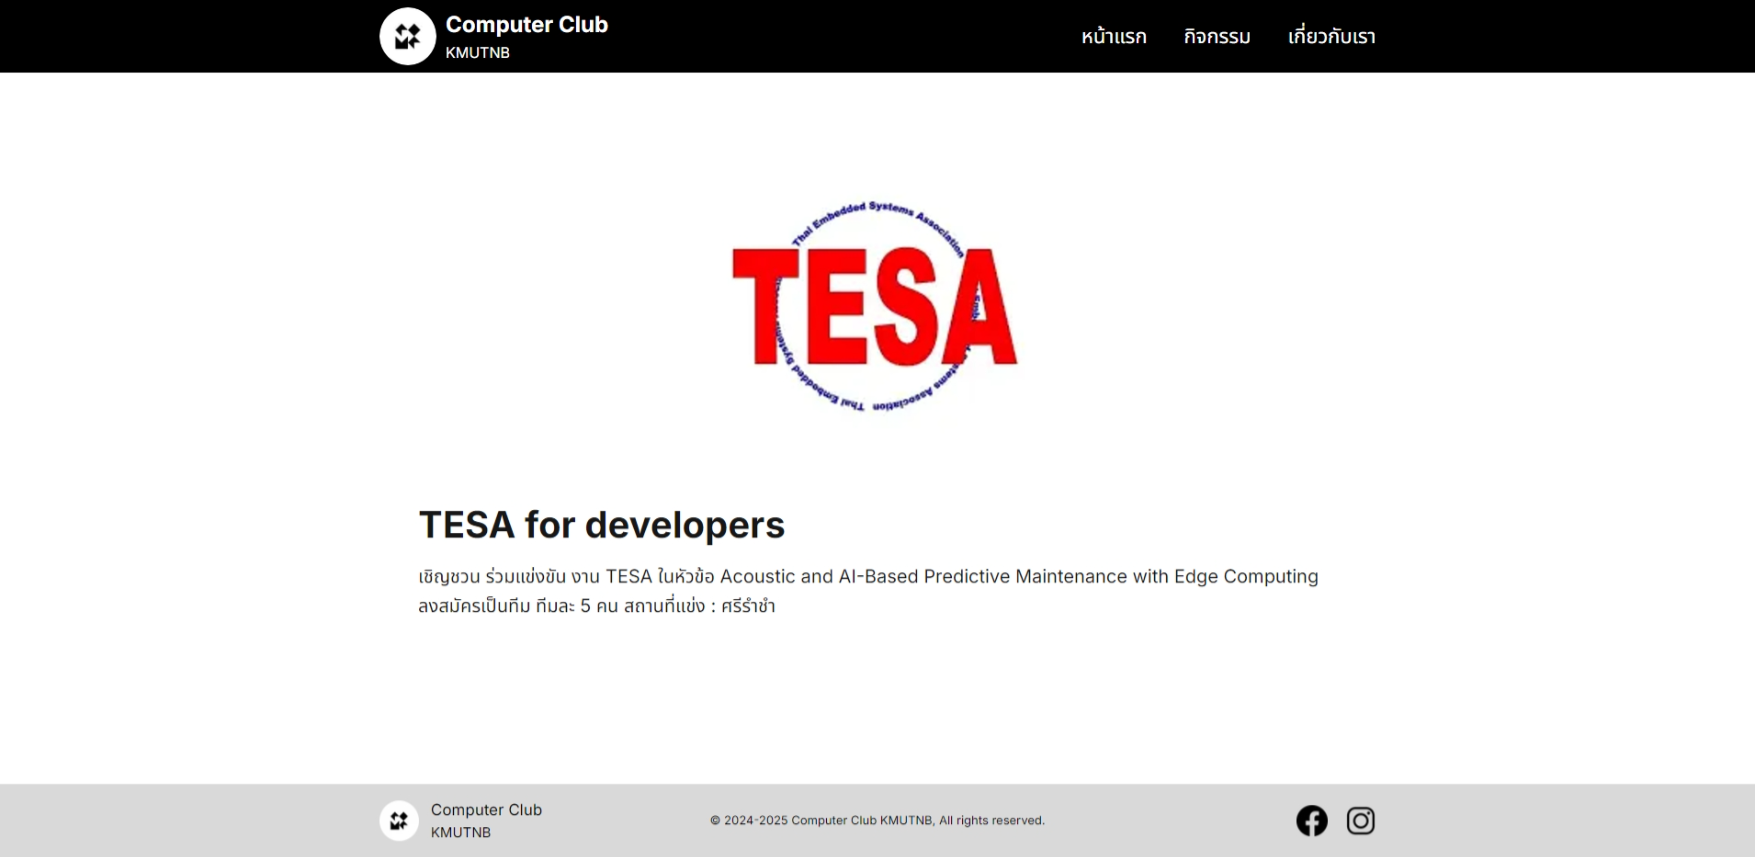 Computer Club
KMUTNB
หน้าแรก กิจกรรม เกี่ยวกับเรา
Thai Embedded Systems Association
TESA
Thai Embedded Systems Association
TESA for developers
เชิญชวน ร่วมแข่งขัน งาน TESA ในหัวข้อ Acoustic and AI-Based Predictive Maintenance with Edge Computing
ลงสมัครเป็นทีม ทีมละ 5 คน สถานที่แข่ง : ศรีรำชำ
Computer Club
KMUTNB
© 2024-2025 Computer Club KMUTNB, All rights reserved.